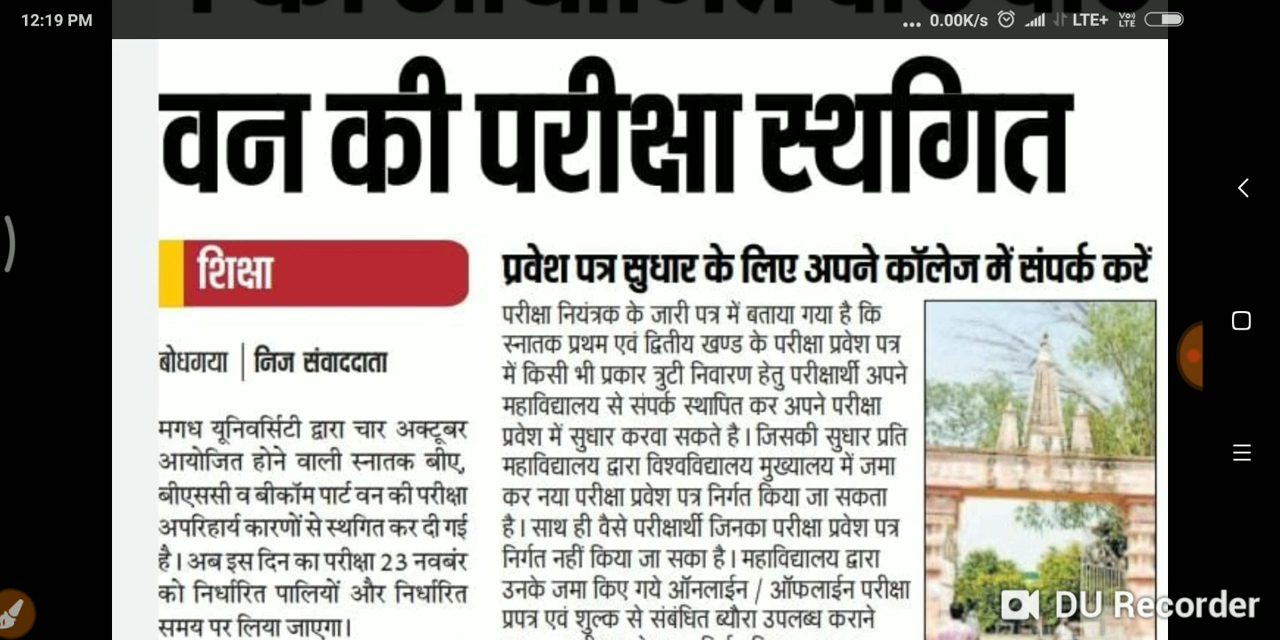 12:19 PM
... 0.00K/s LTE+ VoLTE
वन की परीक्षा स्थगित
शिक्षा
बोधगया | निज संवाददाता
मगध यूनिवर्सिटी द्वारा चार अक्टूबर
आयोजित होने वाली स्नातक बीए,
बीएससी व बीकॉम पार्ट वन की परीक्षा
अपरिहार्य कारणों से स्थगित कर दी गई
है। अब इस दिन का परीक्षा 23 नवबंर
को निर्धारित पालियों और निर्धारित
समय पर लिया जाएगा।
प्रवेश पत्र सुधार के लिए अपने कॉलेज में संपर्क करें
परीक्षा नियंत्रक के जारी पत्र में बताया गया है कि
स्नातक प्रथम एवं द्वितीय खण्ड के परीक्षा प्रवेश पत्र
में किसी भी प्रकार त्रुटी निवारण हेतु परीक्षार्थी अपने
महाविद्यालय से संपर्क स्थापित कर अपने परीक्षा
प्रवेश में सुधार करवा सकते है। जिसकी सुधार प्रति
महाविद्यालय द्वारा विश्वविद्यालय मुख्यालय में जमा
कर नया परीक्षा प्रवेश पत्र निर्गत किया जा सकता
है। साथ ही वैसे परीक्षार्थी जिनका परीक्षा प्रवेश पत्र
निर्गत नहीं किया जा सका है। महाविद्यालय द्वारा
उनके जमा किए गये ऑनलाईन / ऑफलाईन परीक्षा
प्रपत्र एवं शुल्क से संबंधित ब्यौरा उपलब्ध कराने
DU Recorder